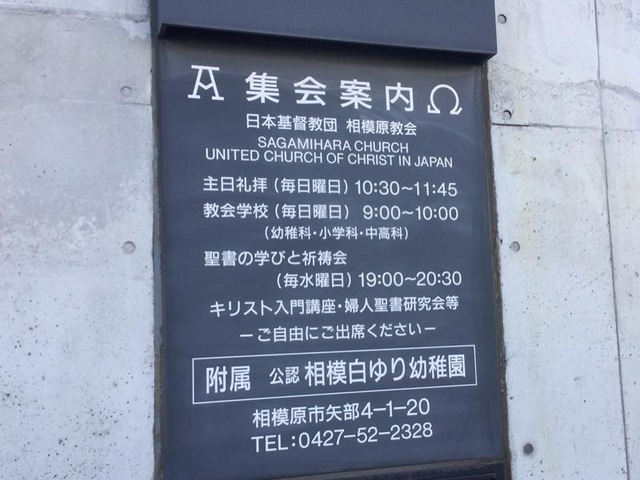 Α 集会案内 Ω
日本基督教団 相模原教会
SAGAMIHARA CHURCH
UNITED CHURCH OF CHRIST IN JAPAN
主日礼拝（毎日曜日）10:30～11:45
教会学校（毎日曜日） 9:00～10:00
（幼稚科・小学科・中高科）
聖書の学びと祈祷会
（毎水曜日）19:00～20:30
キリスト入門講座・婦人聖書研究会等
－ご自由にご出席ください－
附属 公認 相模白ゆり幼稚園
相模原市矢部4－1－20
TEL：0427－52－2328